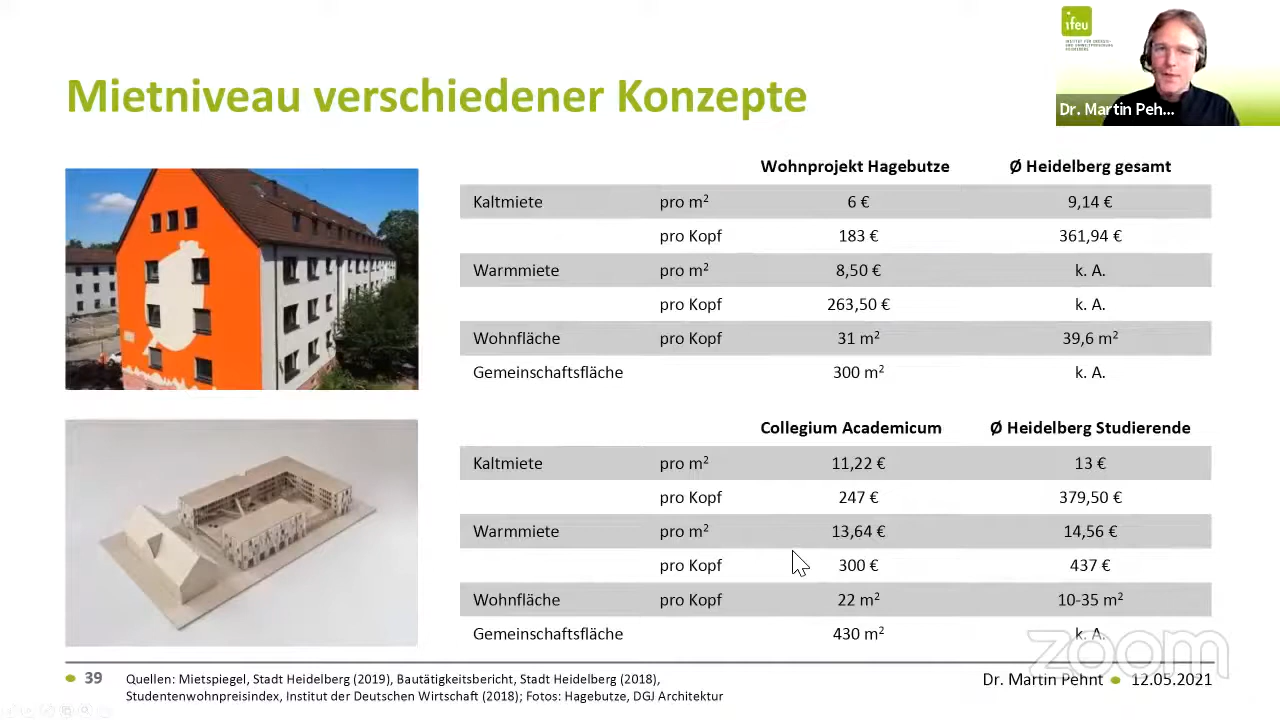 ifeu
Mietniveau verschiedener Konzepte
Dr. Martin Peh...
Wohnprojekt Hagebutze Ø Heidelberg gesamt
Kaltmiete pro m² 6 € 9,14 €
pro Kopf 183 € 361,94 €
Warmmiete pro m² 8,50 € k. A.
pro Kopf 263,50 € k. A.
Wohnfläche pro Kopf 31 m² 39,6 m²
Gemeinschaftsfläche 300 m² k. A.
Collegium Academicum Ø Heidelberg Studierende
Kaltmiete pro m² 11,22 € 13 €
pro Kopf 247 € 379,50 €
Warmmiete pro m² 13,64 € 14,56 €
pro Kopf 300 € 437 €
Wohnfläche pro Kopf 22 m² 10-35 m²
Gemeinschaftsfläche 430 m² k. A.
zoom
39 Quellen: Mietspiegel, Stadt Heidelberg (2019), Bautätigkeitsbericht, Stadt Heidelberg (2018),
Studentenwohnpreisindex, Institut der Deutschen Wirtschaft (2018); Fotos: Hagebutze, DGJ Architektur
Dr. Martin Pehnt 12.05.2021